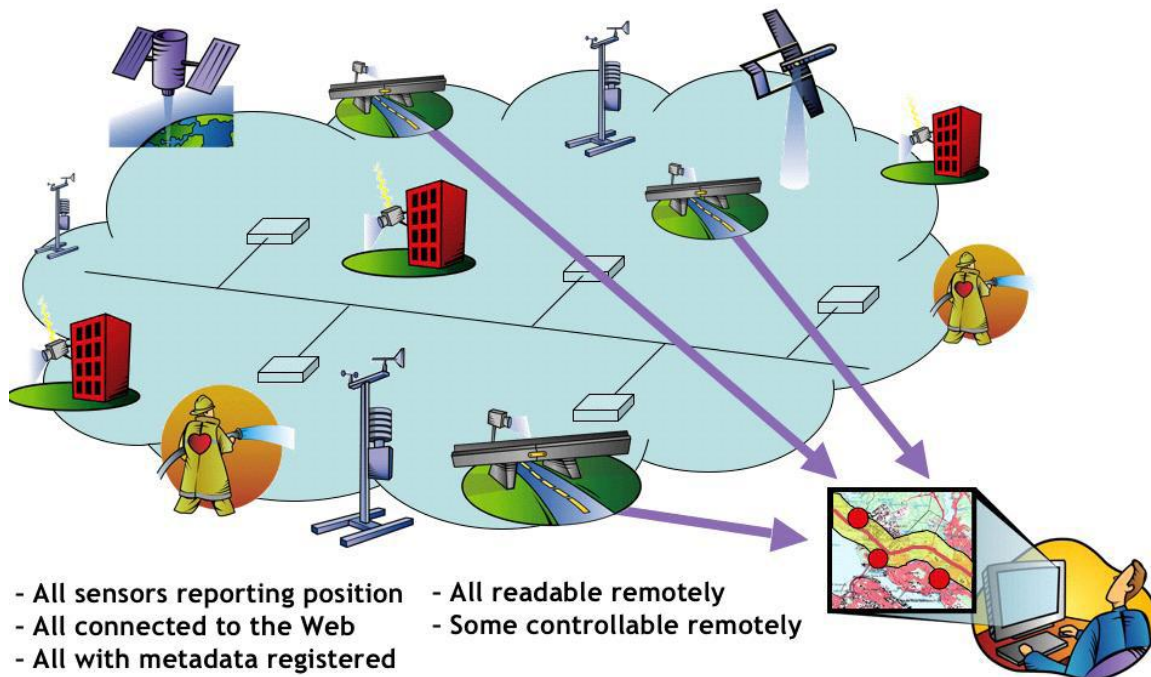 - All sensors reporting position
- All connected to the Web
- All with metadata registered
- All readable remotely
- Some controllable remotely